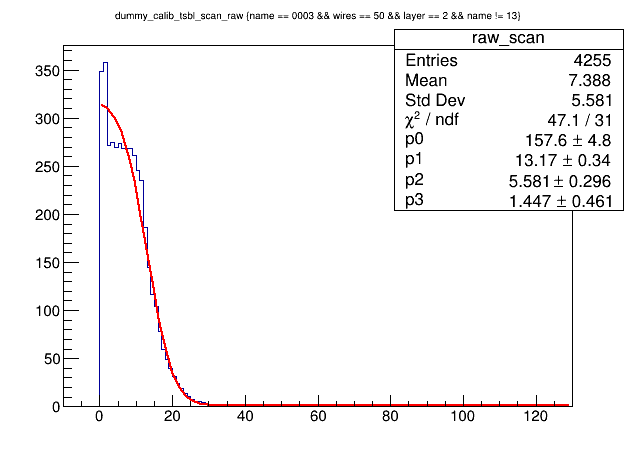 dummy_calib_tsbl_scan_raw {name == 0003 && wires == 50 && layer == 2 && name != 13}
raw_scan
Entries 4255
Mean 7.388
Std Dev 5.581
χ² / ndf 47.1 / 31
p0 157.6 ± 4.8
p1 13.17 ± 0.34
p2 5.581 ± 0.296
p3 1.447 ± 0.461
350
300
250
200
150
100
50
0
0 20 40 60 80 100 120